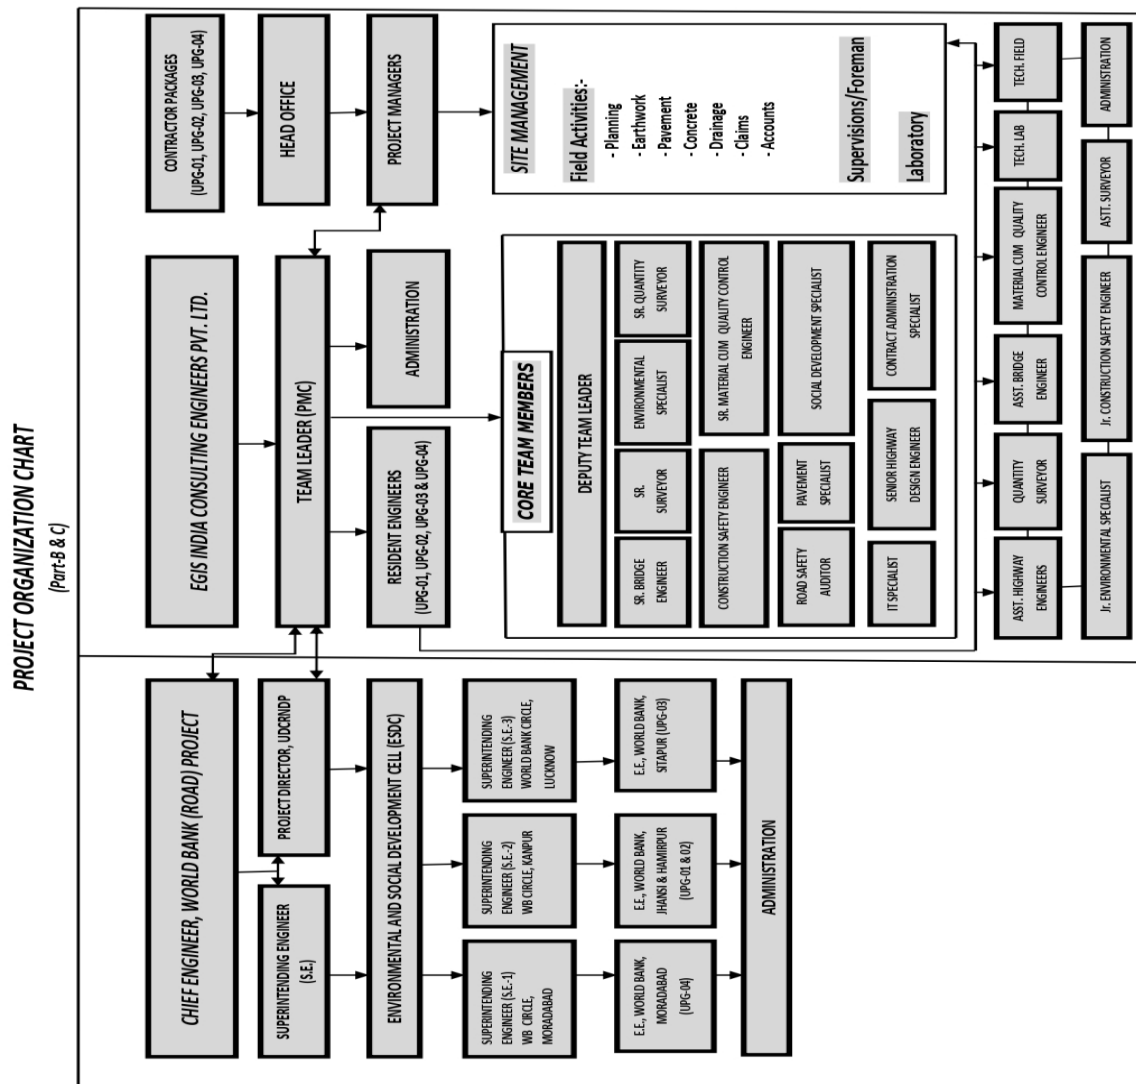 PROJECT ORGANIZATION CHART
(Part-B & C)
CHIEF ENGINEER, WORLD BANK (ROAD) PROJECT
SUPERINTENDING ENGINEER
(S.E.)
PROJECT DIRECTOR, UDCRNDP
ENVIRONMENTAL AND SOCIAL DEVELOPMENT CELL (ESDC)
SUPERINTENDING
ENGINEER (S.E.-1)
WB CIRCLE,
MORADABAD
SUPERINTENDING
ENGINEER (S.E.-2)
WB CIRCLE, KANPUR
SUPERINTENDING
ENGINEER (S.E.-3)
WORLD BANK CIRCLE,
LUCKNOW
E.E., WORLD BANK,
MORADABAD
(UPG-04)
E.E., WORLD BANK,
JHANSI & HAMIRPUR
(UPG-01 & 02)
E.E., WORLD BANK,
SITAPUR (UPG-03)
ADMINISTRATION
EGIS INDIA CONSULTING ENGINEERS PVT. LTD.
TEAM LEADER (PMC)
RESIDENT ENGINEERS
(UPG-01, UPG-02, UPG-03 & UPG-04)
ADMINISTRATION
CORE TEAM MEMBERS
DEPUTY TEAM LEADER
SR. BRIDGE
ENGINEER
SR.
SURVEYOR
ENVIRONMENTAL
SPECIALIST
SR. QUANTITY
SURVEYOR
CONSTRUCTION SAFETY ENGINEER
SR. MATERIAL CUM QUALITY CONTROL
ENGINEER
ROAD SAFETY
AUDITOR
PAVEMENT
SPECIALIST
SOCIAL DEVELOPMENT SPECIALIST
IT SPECIALIST
SENIOR HIGHWAY
DESIGN ENGINEER
CONTRACT ADMINISTRATION
SPECIALIST
CONTRACTOR PACKAGES
(UPG-01, UPG-02, UPG-03, UPG-04)
HEAD OFFICE
PROJECT MANAGERS
SITE MANAGEMENT
Field Activities:-
- Planning
- Earthwork
- Pavement
- Concrete
- Drainage
- Claims
- Accounts
Supervisions/Foreman
Laboratory
ASST. HIGHWAY
ENGINEERS
QUANTITY
SURVEYOR
ASST. BRIDGE
ENGINEER
MATERIAL CUM QUALITY
CONTROL ENGINEER
TECH. LAB
TECH. FIELD
Jr. ENVIRONMENTAL SPECIALIST
Jr. CONSTRUCTION SAFETY ENGINEER
ASTT. SURVEYOR
ADMINISTRATION